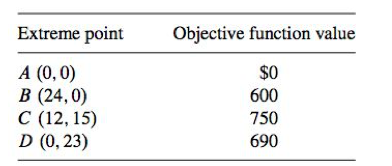 Extreme point Objective function value
A (0, 0) $0
B (24, 0) 600
C (12, 15) 750
D (0, 23) 690